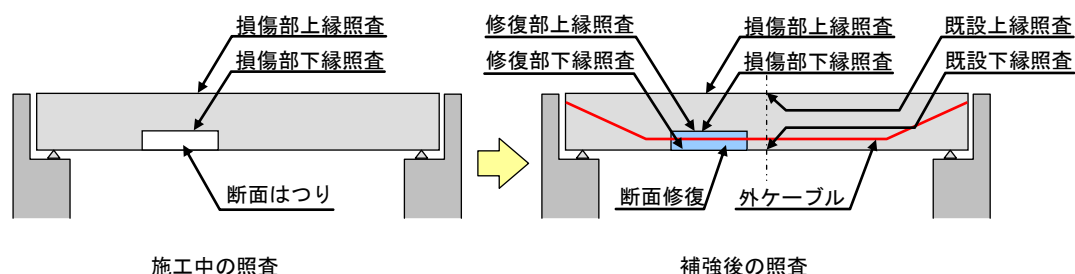 損傷部上縁照査
損傷部下縁照査
断面はつり
施工中の照査
修復部上縁照査
損傷部上縁照査
既設上縁照査
修復部下縁照査
損傷部下縁照査
既設下縁照査
断面修復
外ケーブル
補強後の照査